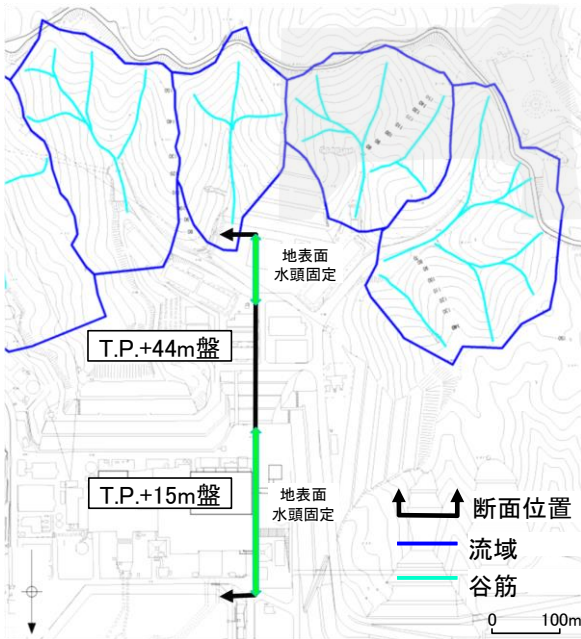 地表面
水頭固定
T.P.+44m盤
T.P.+15m盤
地表面
水頭固定
断面位置
流域
谷筋
0 100m